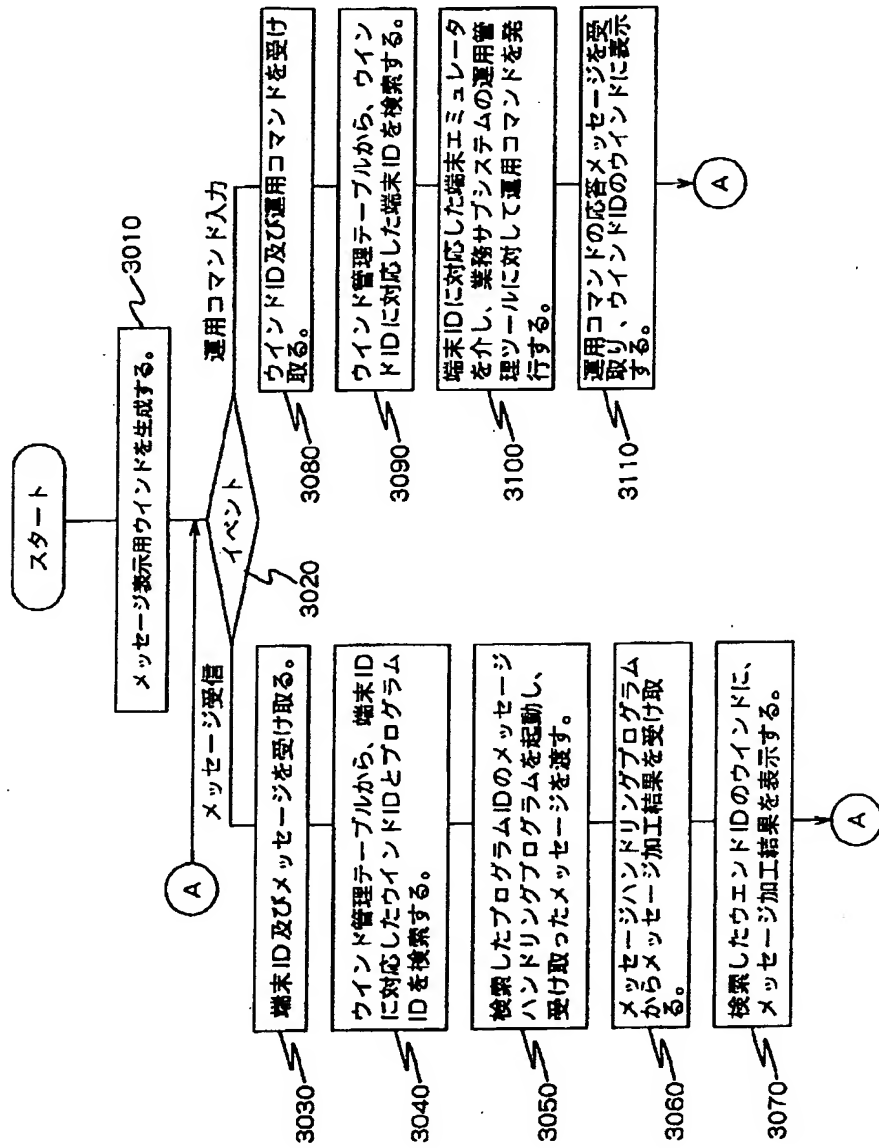 スタート
メッセージ表示用ウインドを生成する。
3010
A
イベント
3020
メッセージ受信
運用コマンド入力
端末ID及びメッセージを受け取る。
3030
ウインド管理テーブルから、端末ID
に対応したウインドIDとプログラム
IDを検索する。
3040
検索したプログラムIDのメッセージ
ハンドリングプログラムを起動し、
受け取ったメッセージを渡す。
3050
メッセージハンドリングプログラム
からメッセージ加工結果を受け取
る。
3060
検索したウエンドIDのウインドに、
メッセージ加工結果を表示する。
3070
A
ウインドID及び運用コマンドを受け
取る。
3080
ウインド管理テーブルから、ウイン
ドIDに対応した端末IDを検索する。
3090
端末IDに対応した端末エミュレータ
を介し、業務サブシステムの運用管
理ツールに対して運用コマンドを発
行する。
3100
運用コマンドの応答メッセージを受
取り、ウインドIDのウインドに表示
する。
3110
A